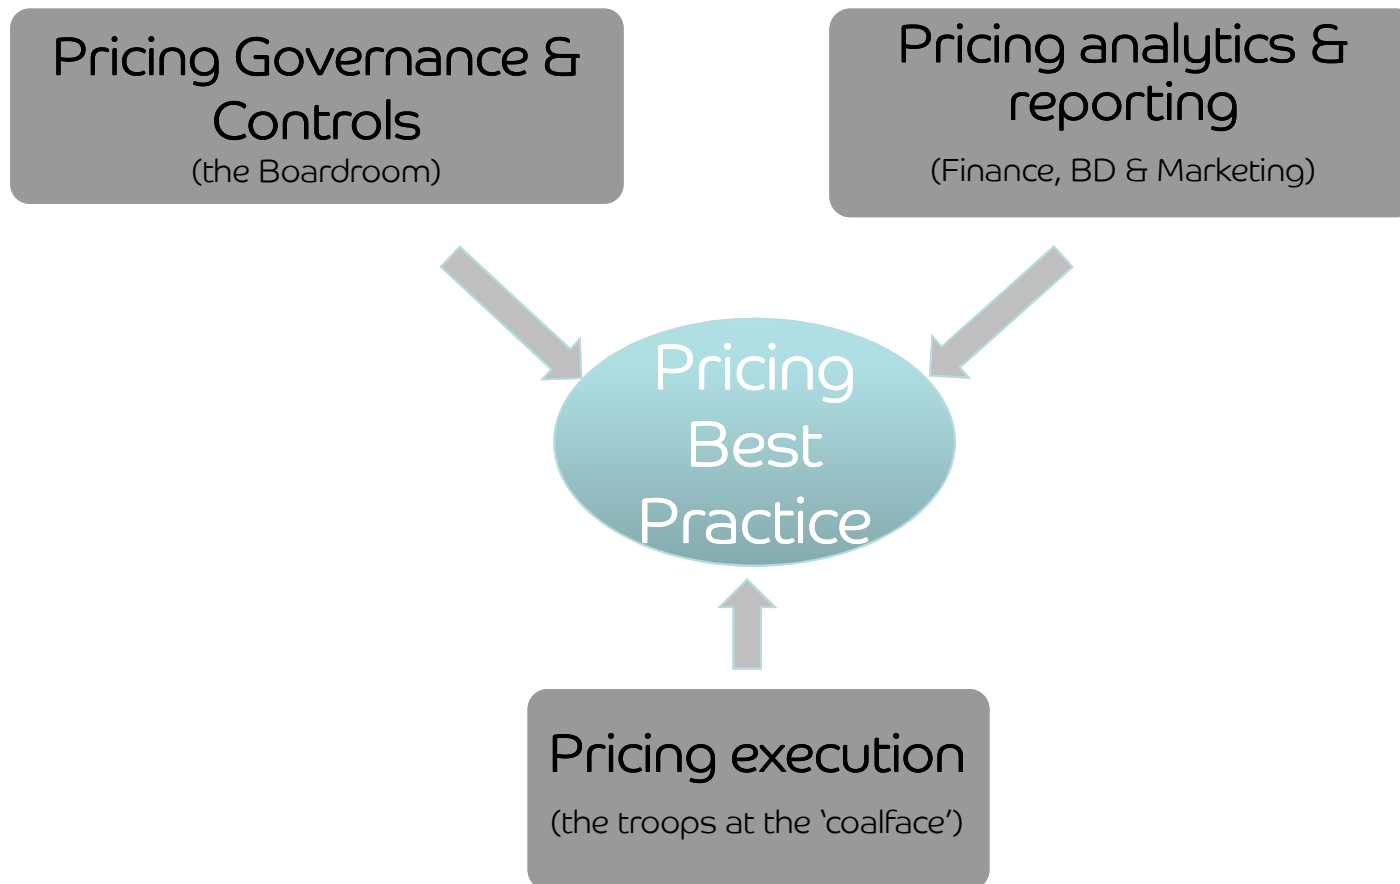 Pricing Governance &
Controls
(the Boardroom)
Pricing analytics &
reporting
(Finance, BD & Marketing)
Pricing
Best
Practice
Pricing execution
(the troops at the ‘coalface’)